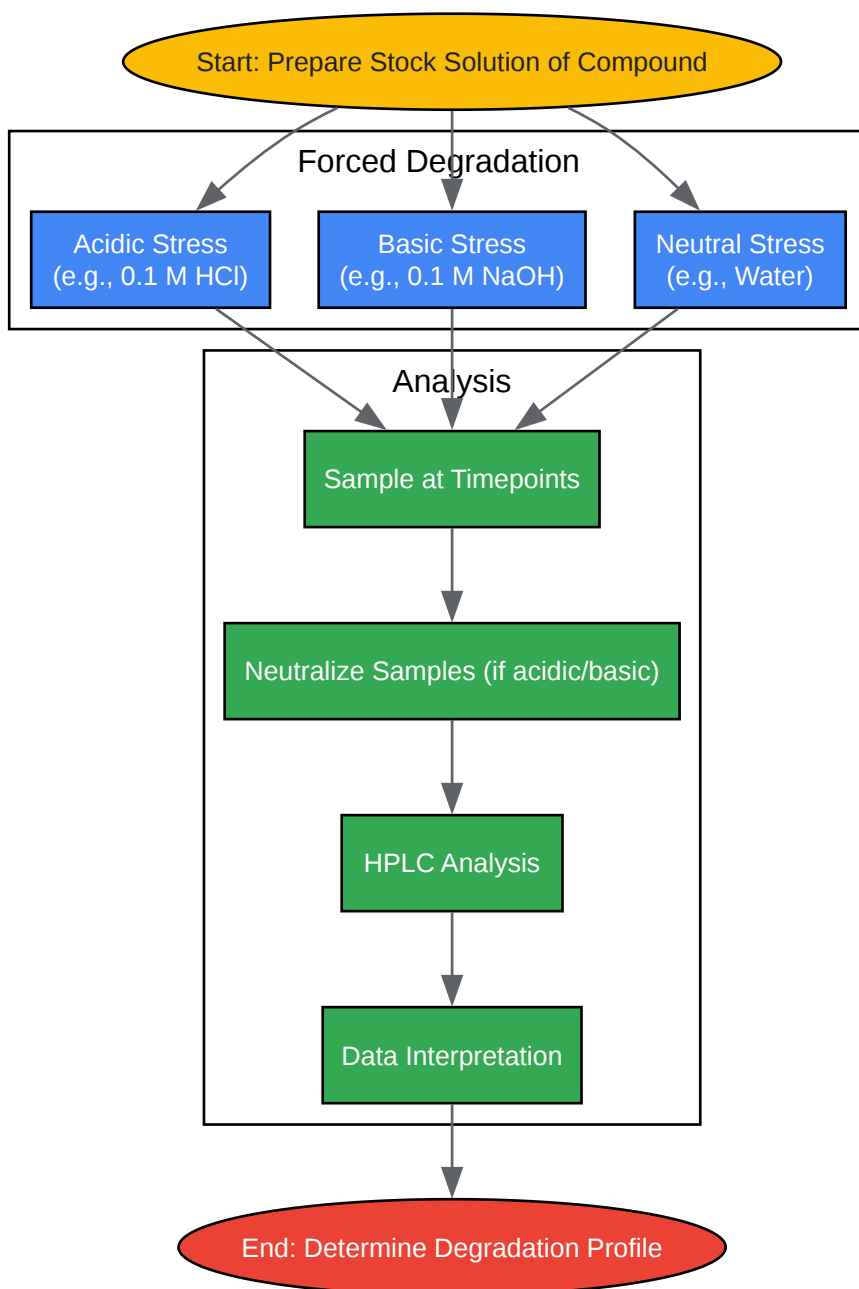 Start: Prepare Stock Solution of Compound
Forced Degradation
Acidic Stress
(e.g., 0.1 M HCl)
Basic Stress
(e.g., 0.1 M NaOH)
Neutral Stress
(e.g., Water)
Analysis
Sample at Timepoints
Neutralize Samples (if acidic/basic)
HPLC Analysis
Data Interpretation
End: Determine Degradation Profile